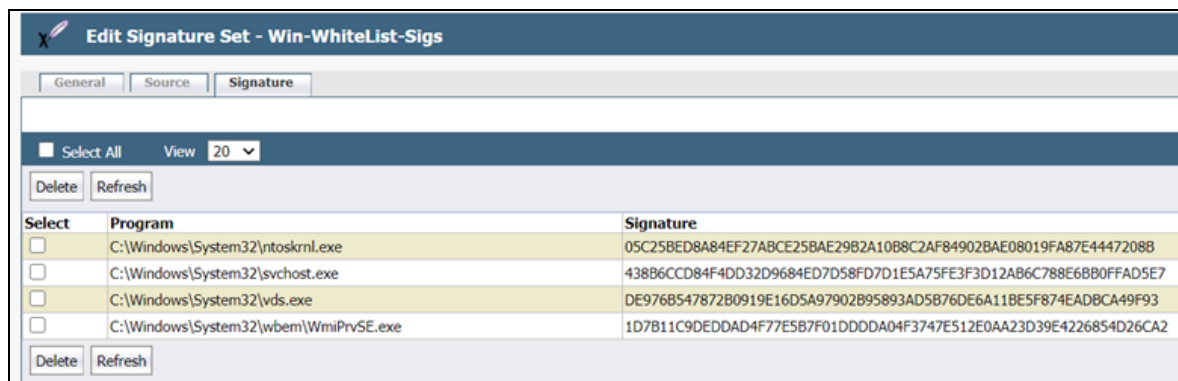 Edit Signature Set - Win-WhiteList-Sigs
General Source Signature
Select All View 20
Delete Refresh
Select Program Signature
C:\Windows\System32\ntoskrnl.exe 05C25BED8A84EF27ABCE25BAE29B2A10B8C2AF84902BAE08019FA87E4447208B
C:\Windows\System32\svchost.exe 438B6CCD84F4DD32D9684ED7D58FD7D1E5A75FE3F3D12AB6C788E6BB0FFAD5E7
C:\Windows\System32\vds.exe DE976B547872B0919E16D5A97902B95893AD5B76DE6A11BE5F874EADBCA49F93
C:\Windows\System32\wbem\WmiPrvSE.exe 1D7B11C9DEDDAD4F77E5B7F01DDDDA04F3747E512E0AA23D39E4226854D26CA2
Delete Refresh